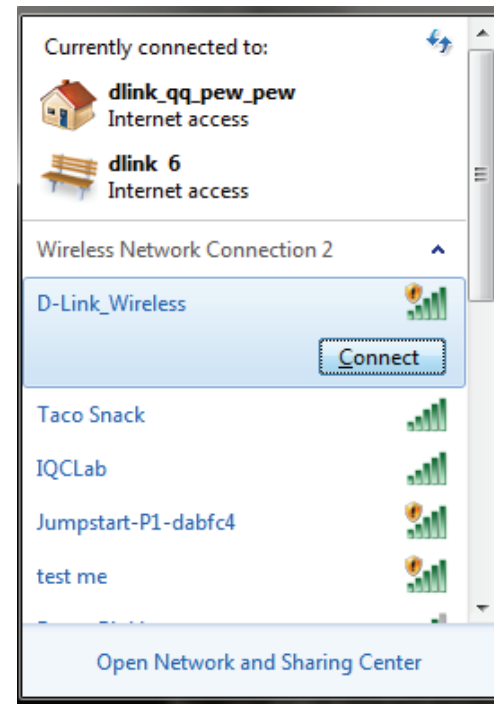 Currently connected to:
dlink_qq_pew_pew
Internet access
dlink 6
Internet access
Wireless Network Connection 2
D-Link_Wireless
Connect
Taco Snack
IQCLab
Jumpstart-P1-dabfc4
test me
Open Network and Sharing Center